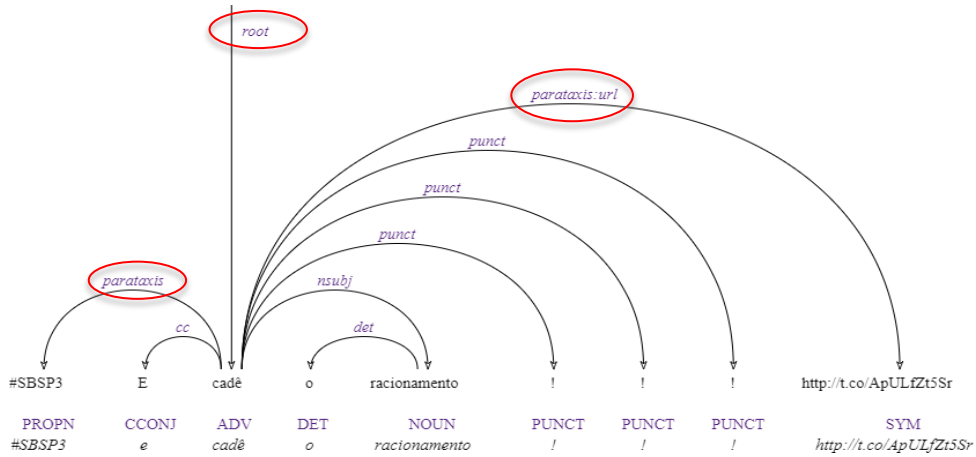 root
parataxis:url
punct
punct
punct
parataxis nsubj
cc det
#SBSP3 E cadê o racionamento ! ! ! http://t.co/ApULfZt5Sr
PROPN CCONJ ADV DET NOUN PUNCT PUNCT PUNCT SYM
#SBSP3 e cadê o racionamento ! ! ! http://t.co/ApULfZt5Sr